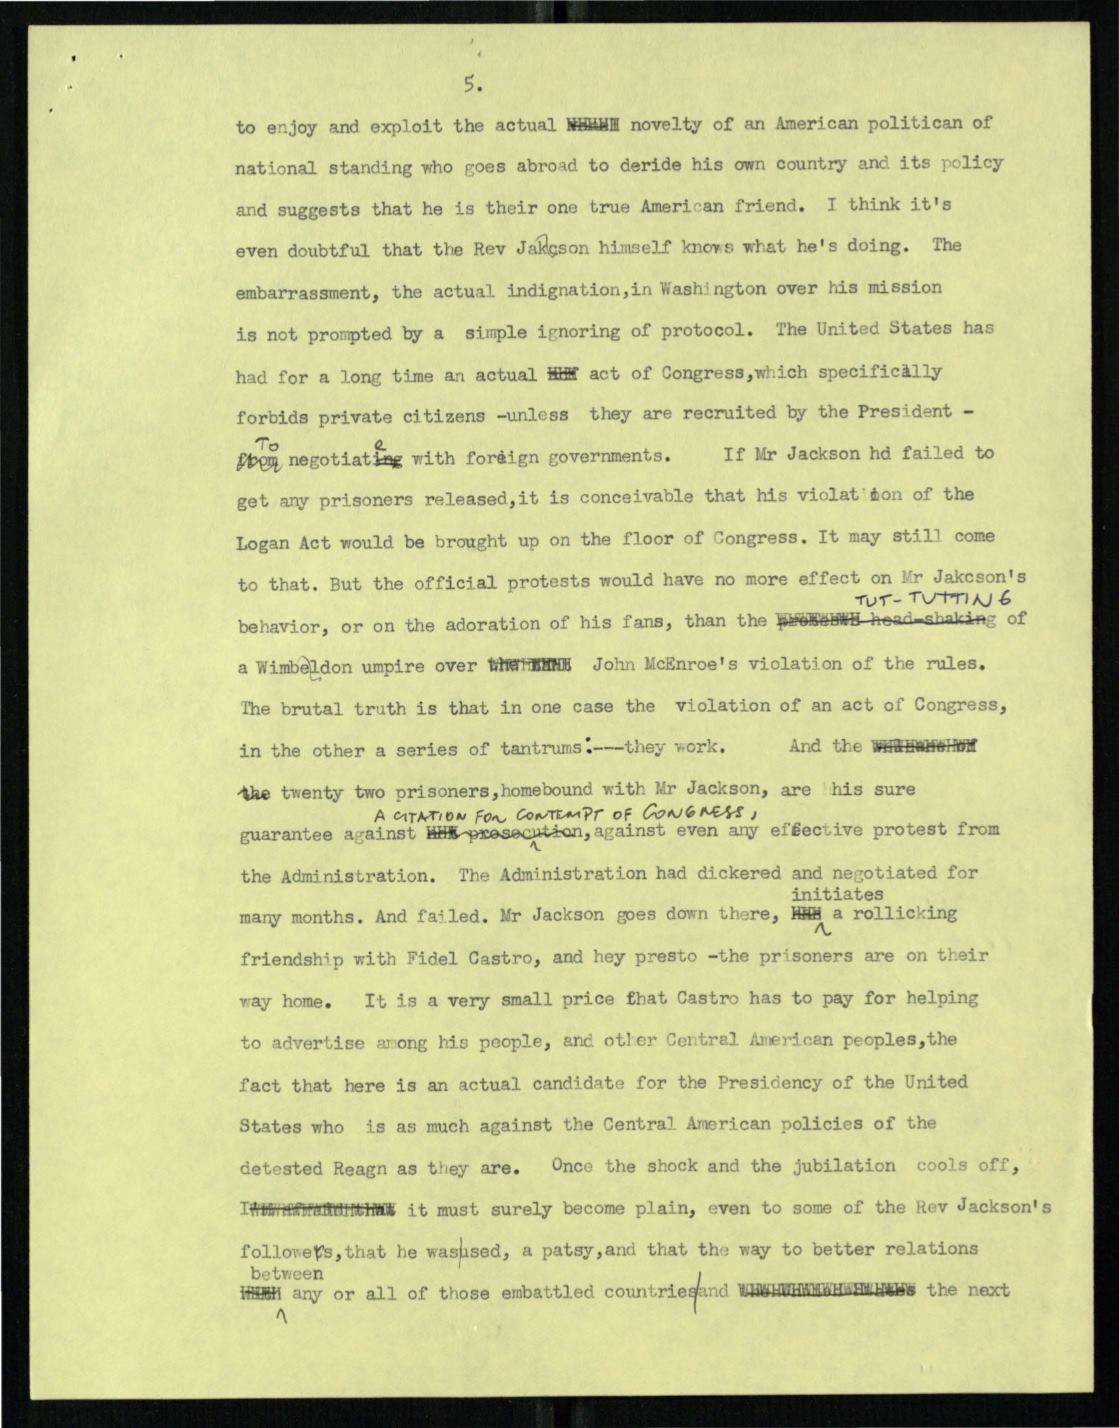 5.
to enjoy and exploit the actual novelty of an American politican of
national standing who goes abroad to deride his own country and its policy
and suggests that he is their one true American friend. I think it's
even doubtful that the Rev Jakcson himself knows what he's doing. The
embarrassment, the actual indignation,in Washington over his mission
is not prompted by a simple ignoring of protocol. The United States has
had for a long time an actual act of Congress,which specifically
forbids private citizens -unless they are recruited by the President -
TO e
from negotiating with foreign governments. If Mr Jackson hd failed to
get any prisoners released,it is conceivable that his violation of the
Logan Act would be brought up on the floor of Congress. It may still come
to that. But the official protests would have no more effect on Mr Jakcson's
TUT-TUTTING
behavior, or on the adoration of his fans, than the head-shaking of
a Wimbeldon umpire over John McEnroe's violation of the rules.
The brutal truth is that in one case the violation of an act of Congress,
in the other a series of tantrums:---they work. And the
the twenty two prisoners,homebound with Mr Jackson, are his sure
A CITATION FOR CONTEMPT OF CONGRESS,
guarantee against prosecution,against even any effective protest from
the Administration. The Administration had dickered and negotiated for
initiates
many months. And failed. Mr Jackson goes down there, a rollicking
friendship with Fidel Castro, and hey presto -the prisoners are on their
way home. It is a very small price that Castro has to pay for helping
to advertise among his people, and other Central American peoples,the
fact that here is an actual candidate for the Presidency of the United
States who is as much against the Central American policies of the
detested Reagn as they are. Once the shock and the jubilation cools off,
I it must surely become plain, even to some of the Rev Jackson's
followers,that he was used, a patsy,and that the way to better relations
between
any or all of those embattled countries and the next